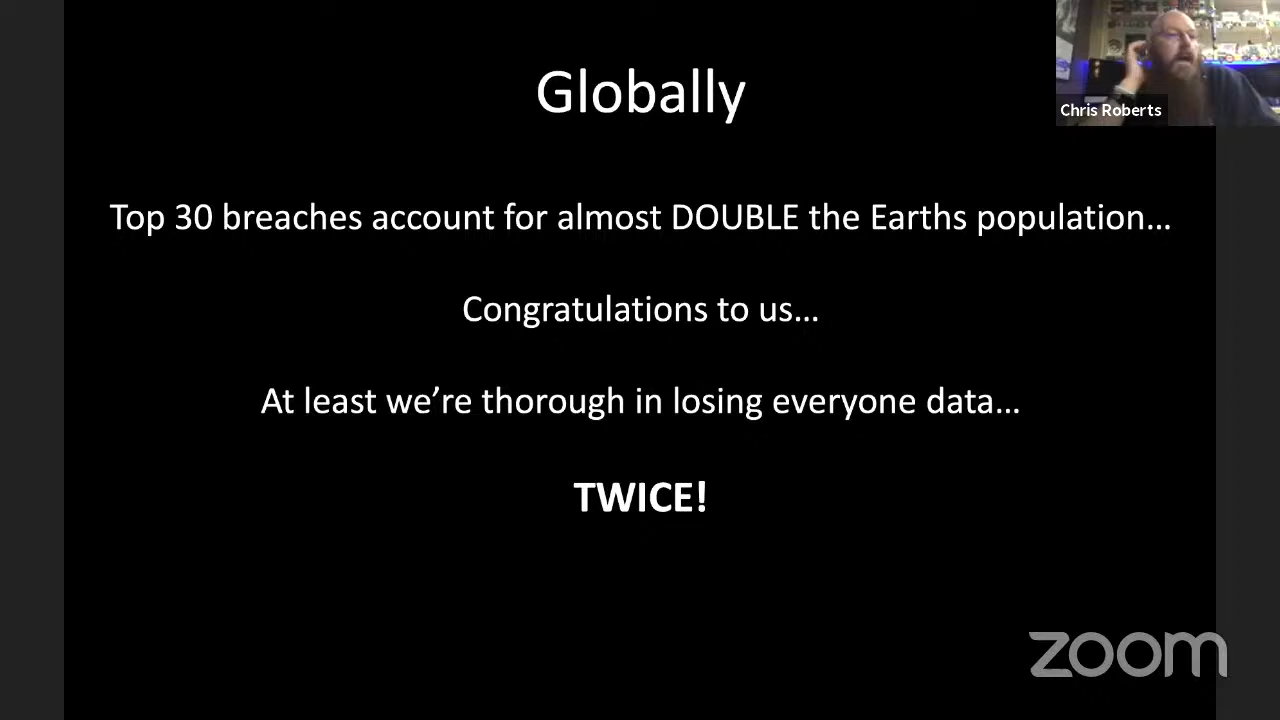 Globally
Chris Roberts
Top 30 breaches account for almost DOUBLE the Earths population…
Congratulations to us…
At least we’re thorough in losing everyone data…
TWICE!
zoom